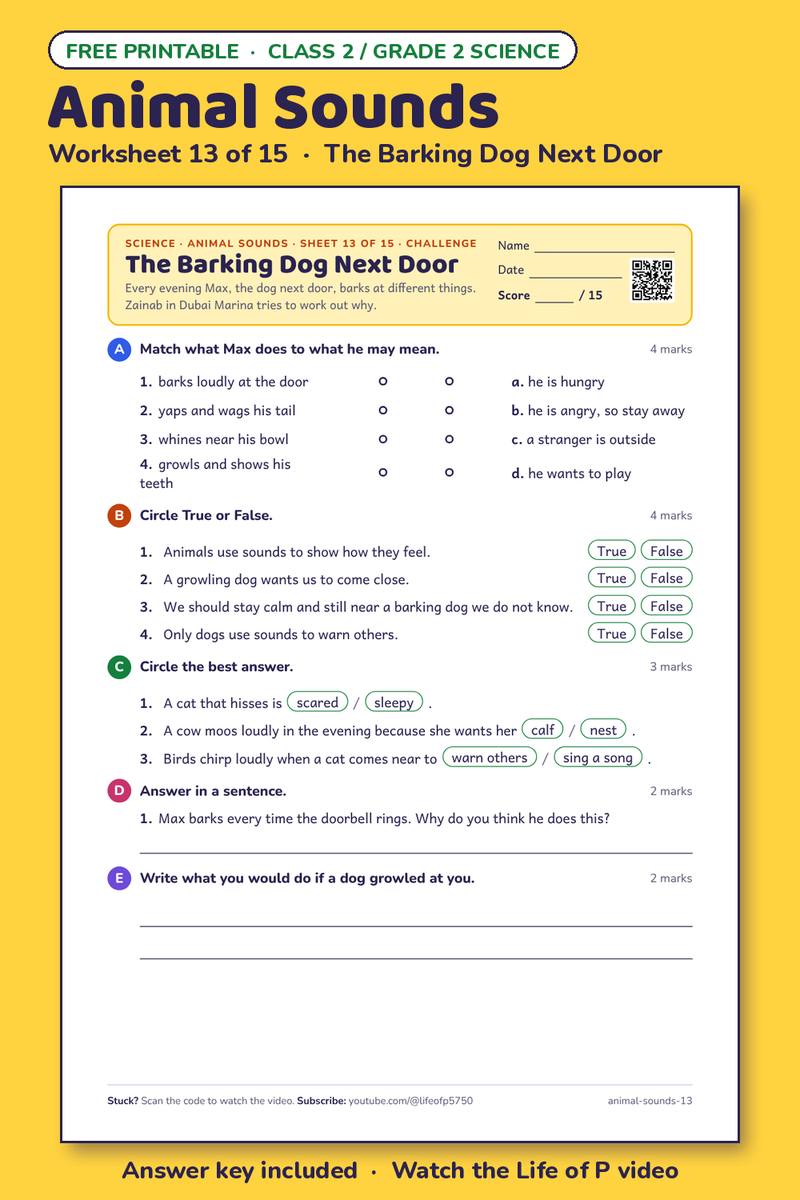 FREE PRINTABLE · CLASS 2 / GRADE 2 SCIENCE
Animal Sounds
Worksheet 13 of 15 · The Barking Dog Next Door
SCIENCE · ANIMAL SOUNDS · SHEET 13 OF 15 · CHALLENGE
The Barking Dog Next Door
Every evening Max, the dog next door, barks at different things.
Zainab in Dubai Marina tries to work out why.
Name
Date
Score / 15
A Match what Max does to what he may mean. 4 marks
1. barks loudly at the door a. he is hungry
2. yaps and wags his tail b. he is angry, so stay away
3. whines near his bowl c. a stranger is outside
4. growls and shows his
teeth d. he wants to play
B Circle True or False. 4 marks
1. Animals use sounds to show how they feel. True False
2. A growling dog wants us to come close. True False
3. We should stay calm and still near a barking dog we do not know. True False
4. Only dogs use sounds to warn others. True False
C Circle the best answer. 3 marks
1. A cat that hisses is scared / sleepy .
2. A cow moos loudly in the evening because she wants her calf / nest .
3. Birds chirp loudly when a cat comes near to warn others / sing a song .
D Answer in a sentence. 2 marks
1. Max barks every time the doorbell rings. Why do you think he does this?
E Write what you would do if a dog growled at you. 2 marks
Stuck? Scan the code to watch the video. Subscribe: youtube.com/@lifeofp5750 animal-sounds-13
Answer key included · Watch the Life of P video